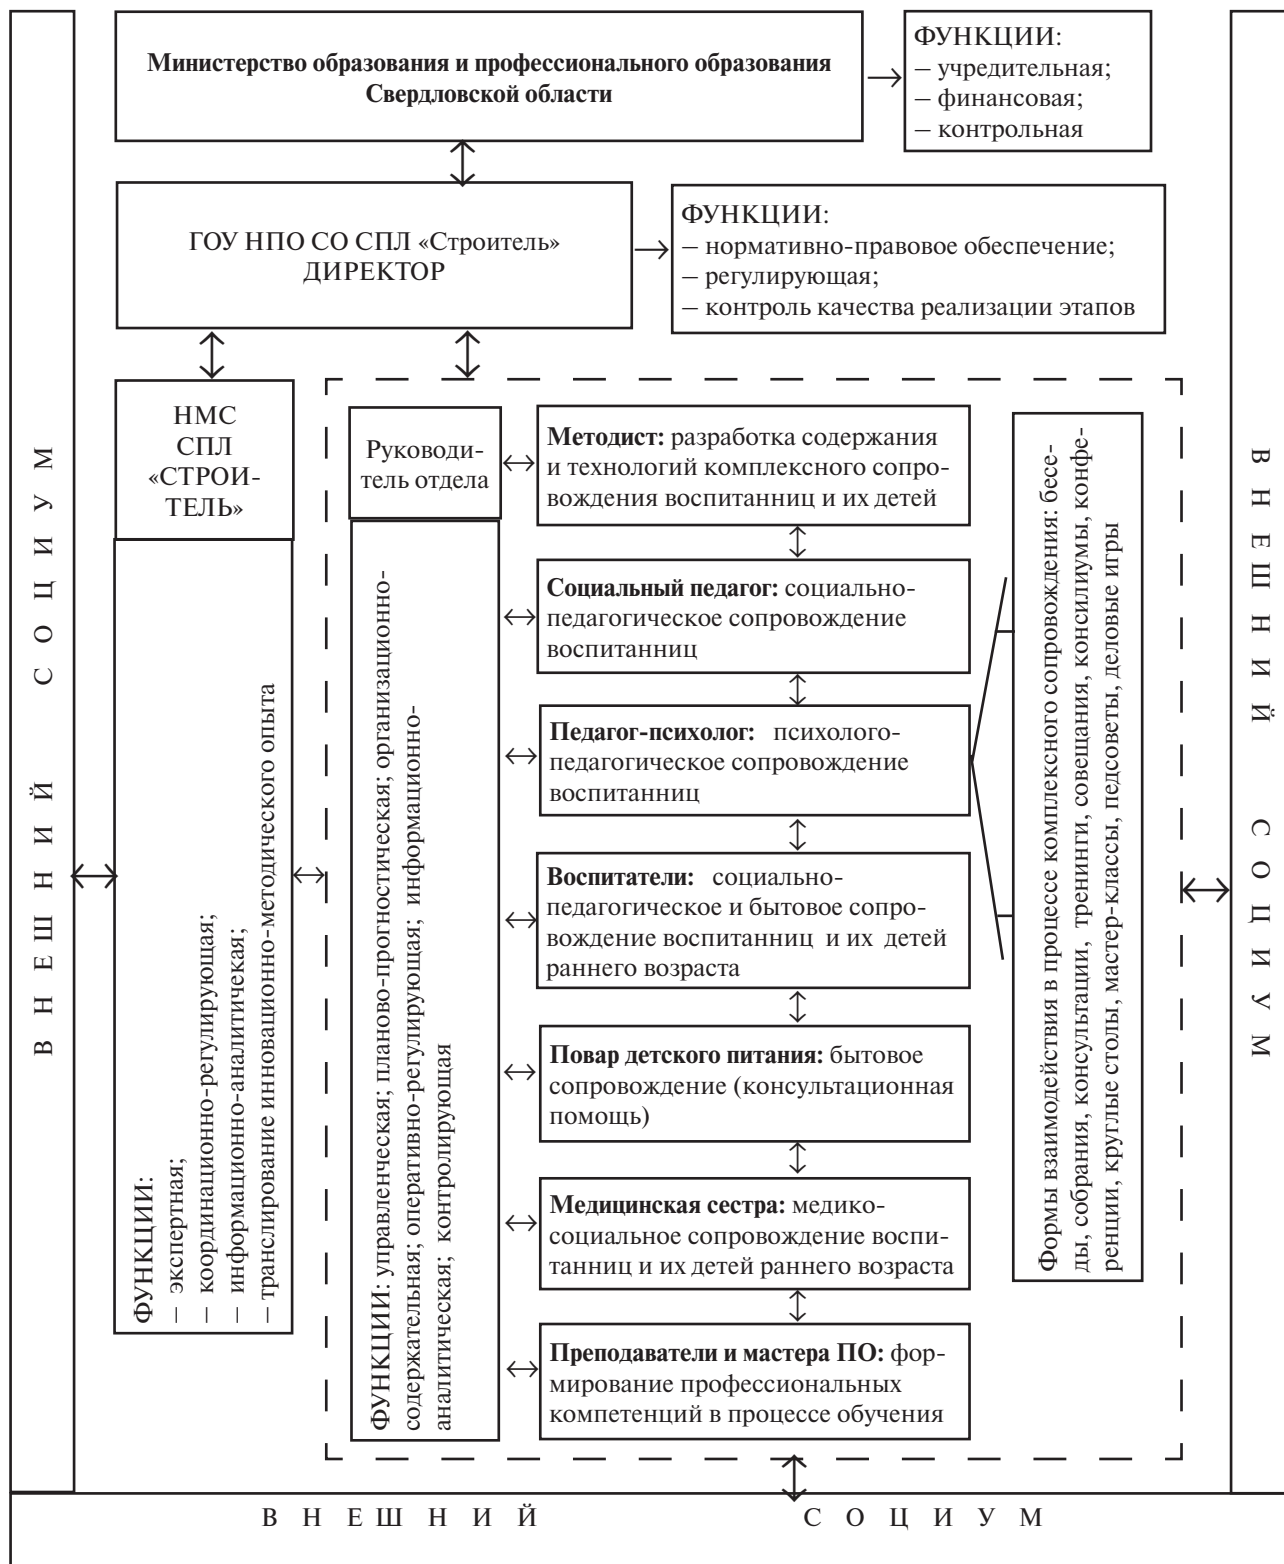 Министерство образования и профессионального образования
Свердловской области
ФУНКЦИИ:
– учредительная;
– финансовая;
– контрольная
ГОУ НПО СО СПЛ «Строитель»
ДИРЕКТОР
ФУНКЦИИ:
– нормативно-правовое обеспечение;
– регулирующая;
– контроль качества реализации этапов
ВНЕШНИЙ СОЦИУМ
НМС
СПЛ
«СТРОИ-
ТЕЛЬ»
ФУНКЦИИ:
– экспертная;
– координационно-регулирующая;
– информационно-аналитичекая;
– транслирование инновационно-методического опыта
Руководи-
тель отдела
ФУНКЦИИ: управленческая; планово-прогностическая; организационно-
содержательная; оперативно-регулирующая; информационно-
аналитическая; контролирующая
Методист: разработка содержания
и технологий комплексного сопро-
вождения воспитанниц и их детей
Социальный педагог: социально-
педагогическое сопровождение
воспитанниц
Педагог-психолог: психолого-
педагогическое сопровождение
воспитанниц
Воспитатели: социально-
педагогическое и бытовое сопро-
вождение воспитанниц и их детей
раннего возраста
Повар детского питания: бытовое
сопровождение (консультационная
помощь)
Медицинская сестра: медико-
социальное сопровождение воспи-
танниц и их детей раннего возраста
Преподаватели и мастера ПО: фор-
мирование профессиональных
компетенций в процессе обучения
Формы взаимодействия в процессе комплексного сопровождения: бесе-
ды, собрания, консультации, тренинги, совещания, консилиумы, конфе-
ренции, круглые столы, мастер-классы, педсоветы, деловые игры
ВНЕШНИЙ СОЦИУМ
ВНЕШНИЙ СОЦИУМ